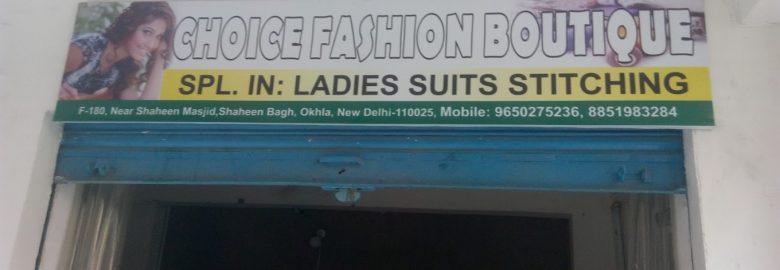 CHOICE FASHION BOUTIQUE
SPL. IN: LADIES SUITS STITCHING
F-180, Near Shaheen Masjid,Shaheen Bagh, Okhla, New Delhi-110025, Mobile: 9650275236, 8851983284